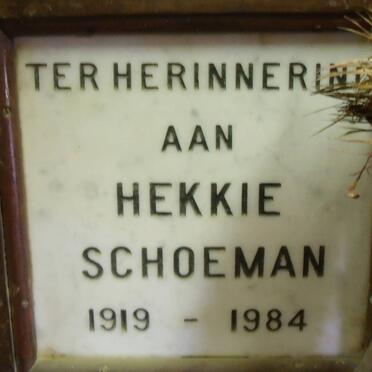 TER HERINNERING
AAN
HEKKIE
SCHOEMAN
1919 - 1984